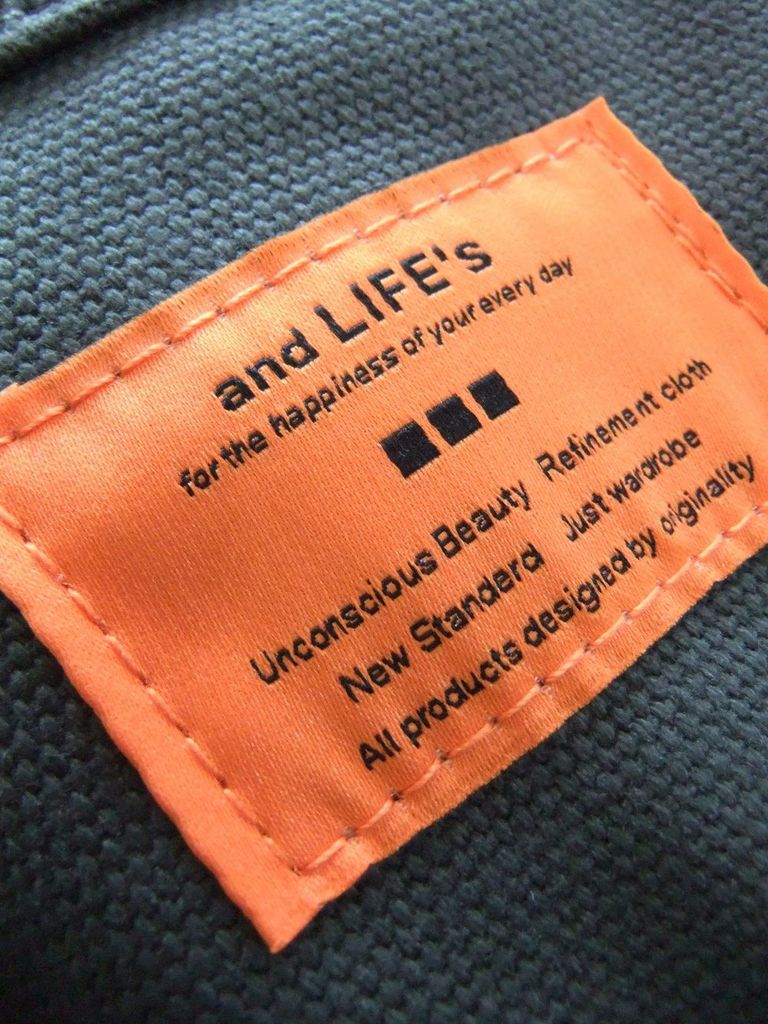 and LIFE's
for the happiness of your every day
Unconscious Beauty Refinement cloth
New Standerd Just wardrobe
All products designed by originality